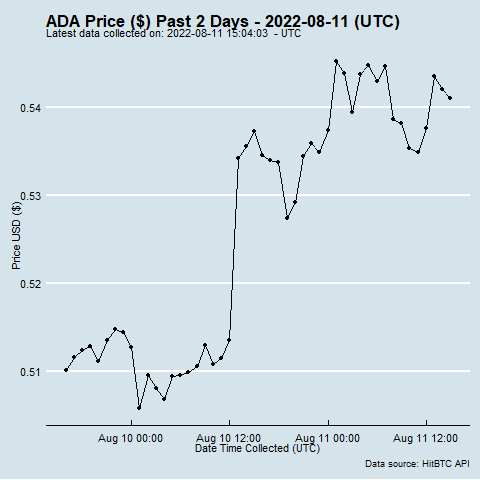 ADA Price ($) Past 2 Days - 2022-08-11 (UTC)
Latest data collected on: 2022-08-11 15:04:03  - UTC
0.54
0.53
0.52
0.51
Price USD ($)
Aug 10 00:00 Aug 10 12:00 Aug 11 00:00 Aug 11 12:00
Date Time Collected (UTC)
Data source: HitBTC API